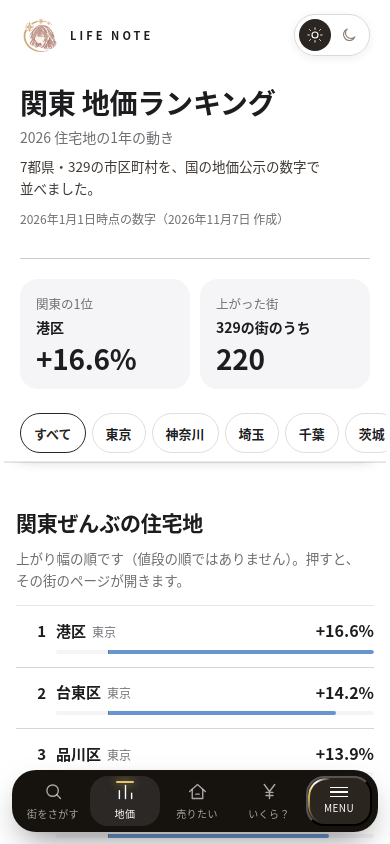 LIFE NOTE
関東 地価ランキング
2026 住宅地の1年の動き
7都県・329の市区町村を、国の地価公示の数字で
並べました。
2026年1月1日時点の数字（2026年11月7日 作成）
関東の1位
港区
+16.6%
上がった街
329の街のうち
220
すべて 東京 神奈川 埼玉 千葉 茨城
関東ぜんぶの住宅地
上がり幅の順です（値段の順ではありません）。押すと、
その街のページが開きます。
1 港区 東京 +16.6%
2 台東区 東京 +14.2%
3 品川区 東京 +13.9%
街をさがす 地価 売りたい いくら？ MENU